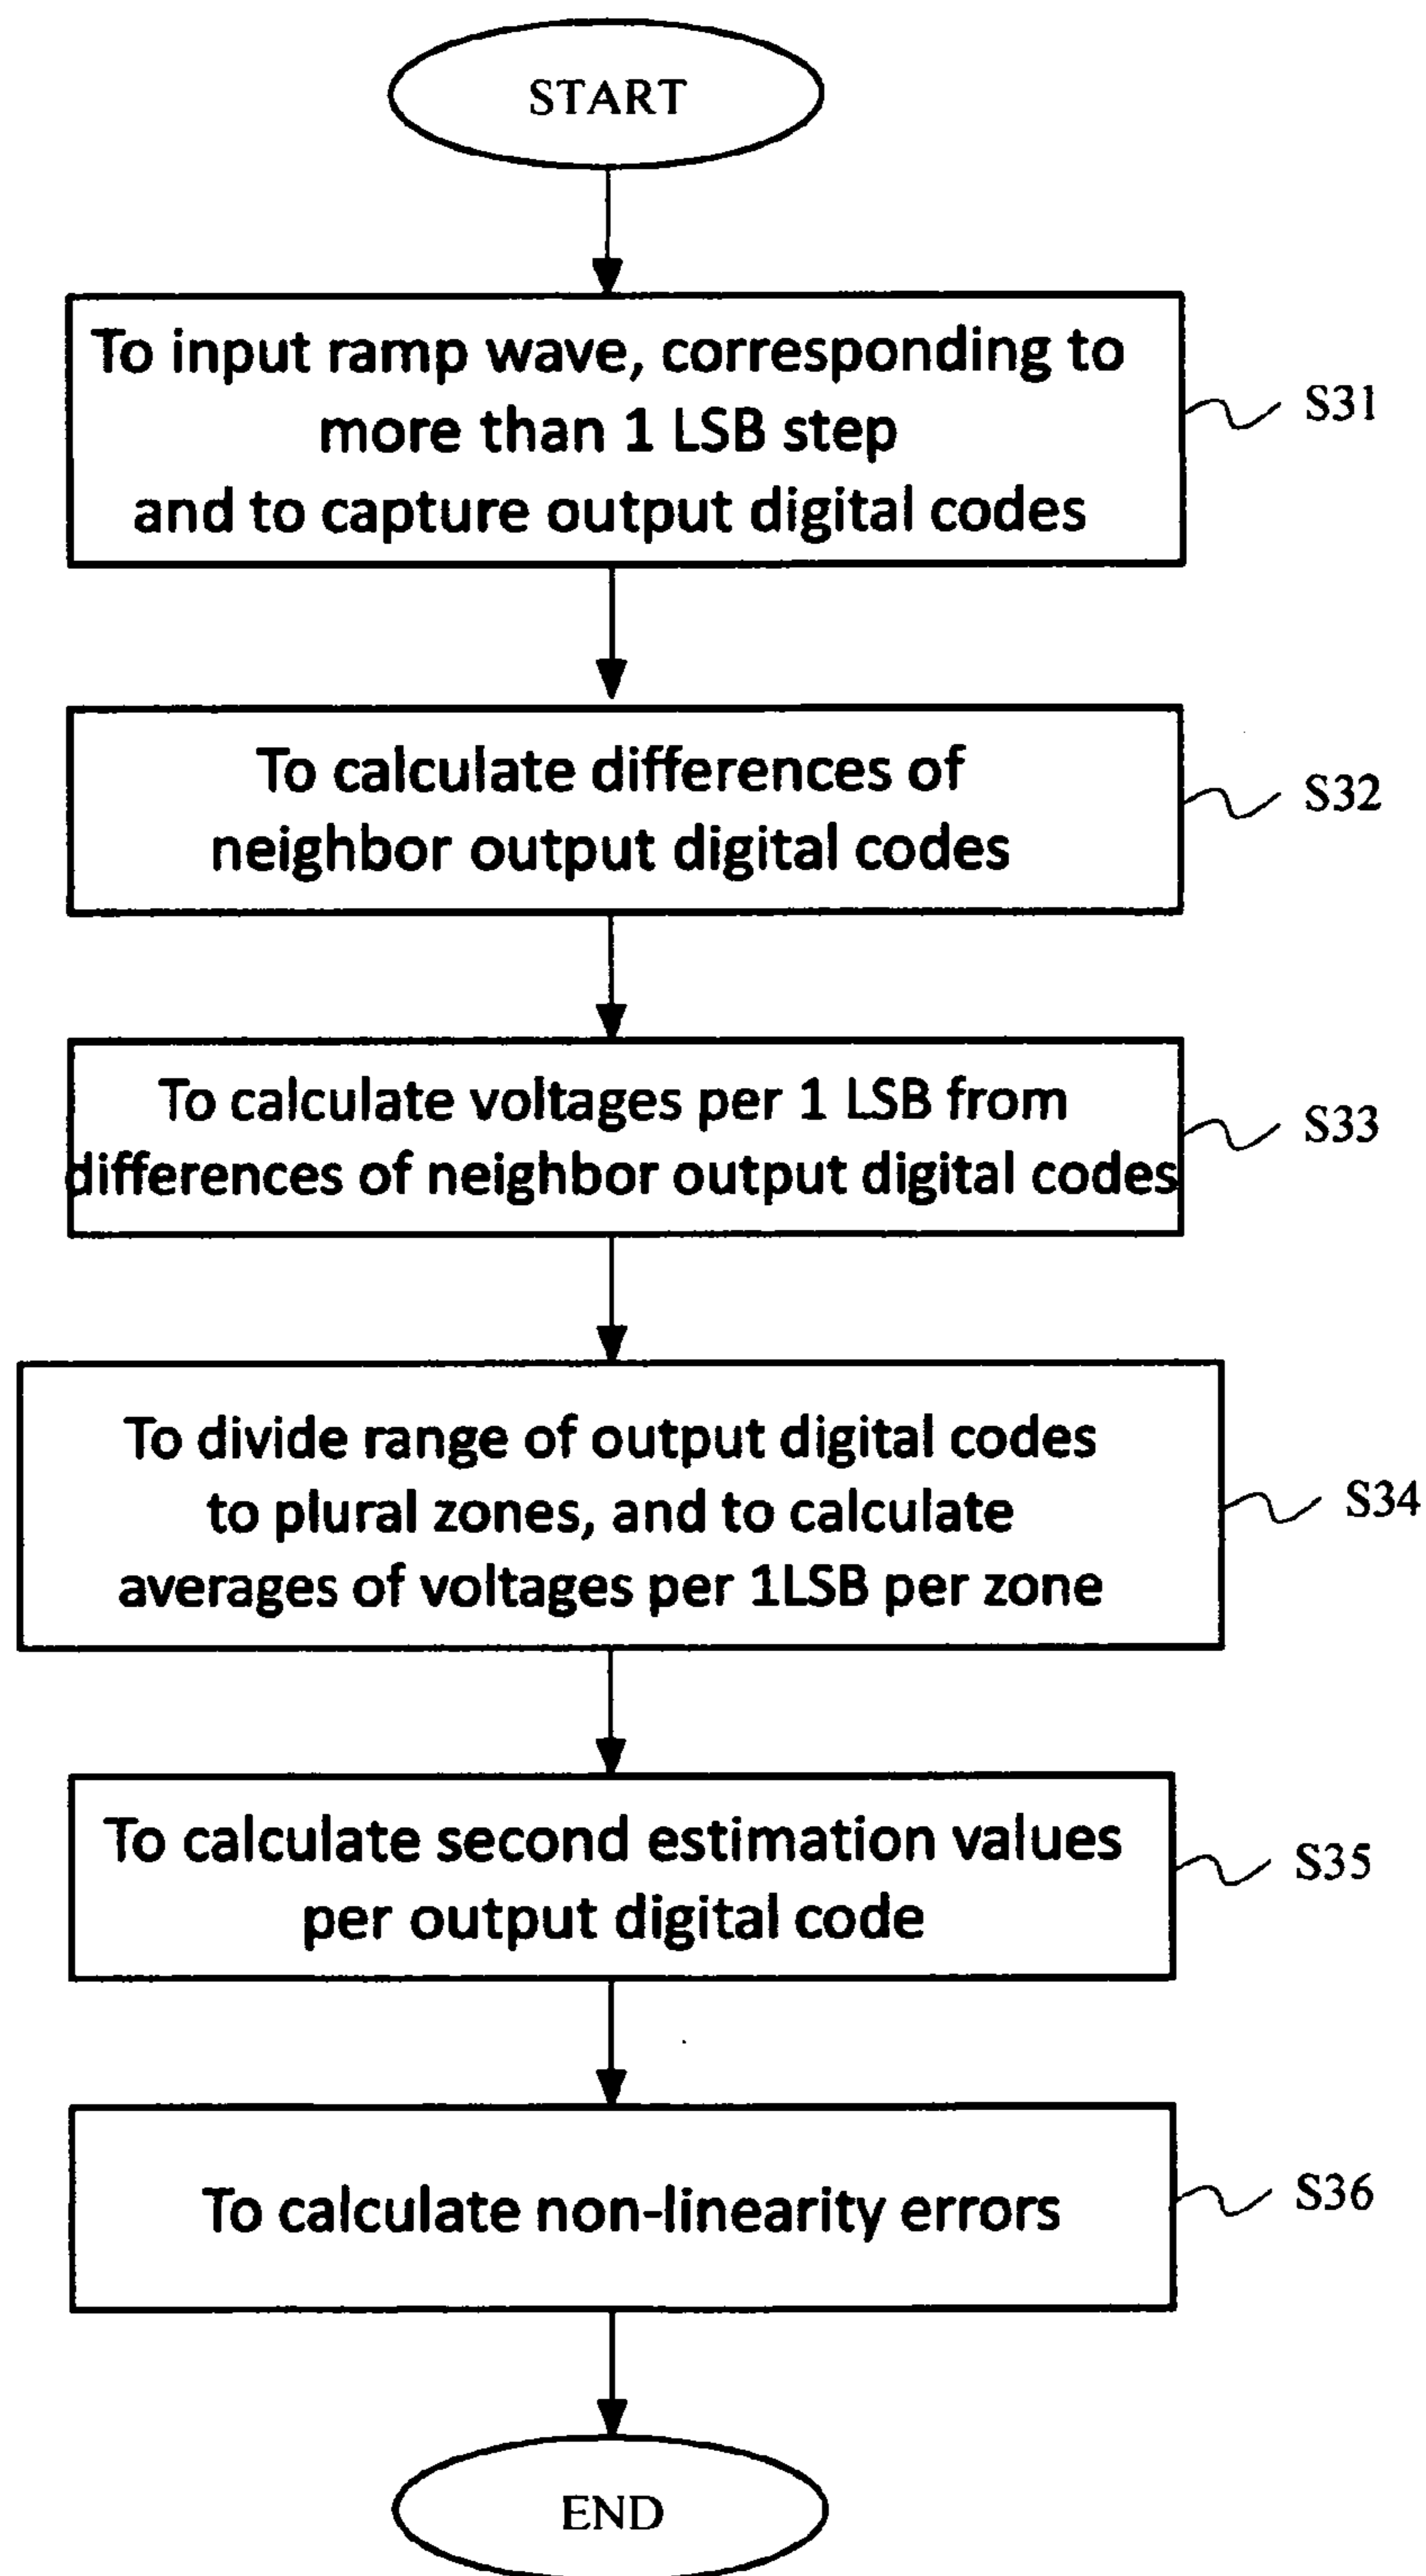 START
To input ramp wave, corresponding to
more than 1 LSB step
and to capture output digital codes
S31
To calculate differences of
neighbor output digital codes
S32
To calculate voltages per 1 LSB from
differences of neighbor output digital codes
S33
To divide range of output digital codes
to plural zones, and to calculate
averages of voltages per 1LSB per zone
S34
To calculate second estimation values
per output digital code
S35
To calculate non-linearity errors
S36
END